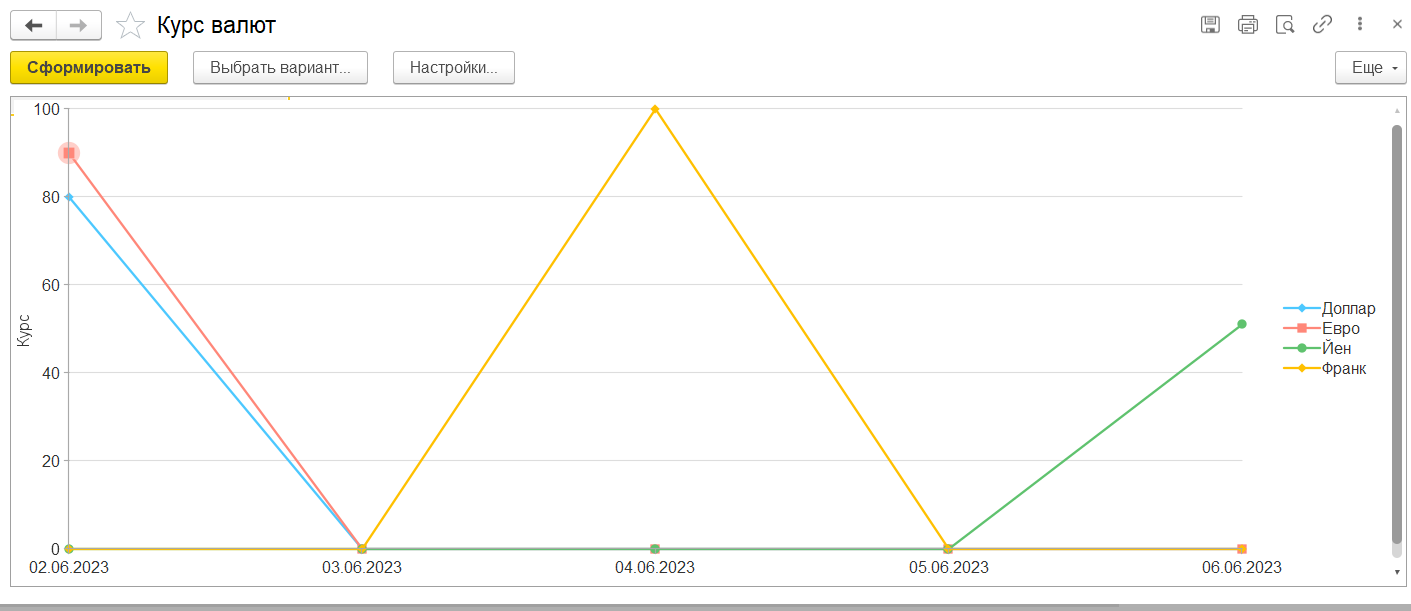 Курс валют
Сформировать
Выбрать вариант...
Настройки...
Еще
100
80
60
40
20
0
Курс
02.06.2023 03.06.2023 04.06.2023 05.06.2023 06.06.2023
Доллар
Евро
Йен
Франк